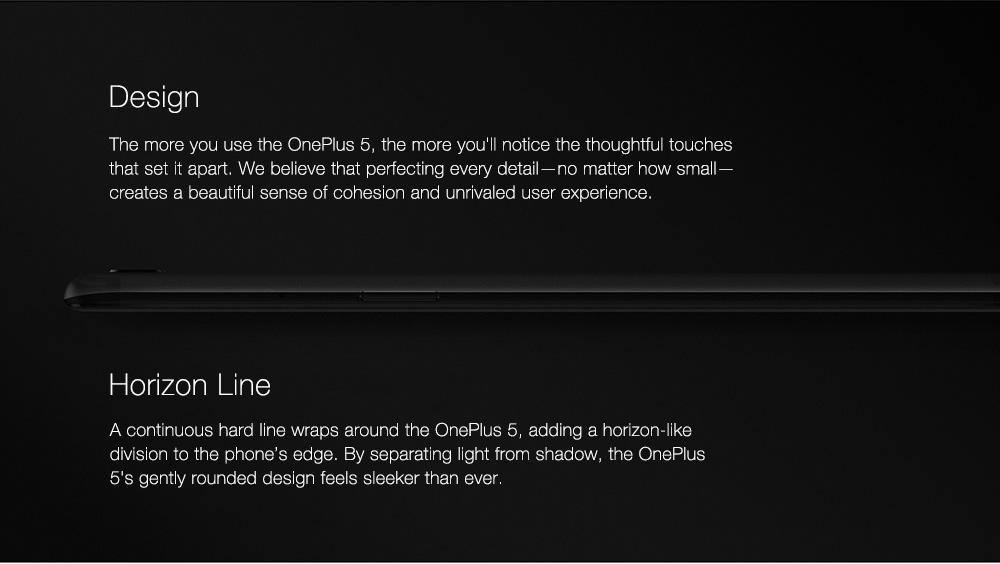 Design
The more you use the OnePlus 5, the more you'll notice the thoughtful touches
that set it apart. We believe that perfecting every detail—no matter how small—
creates a beautiful sense of cohesion and unrivaled user experience.
Horizon Line
A continuous hard line wraps around the OnePlus 5, adding a horizon-like
division to the phone’s edge. By separating light from shadow, the OnePlus
5's gently rounded design feels sleeker than ever.